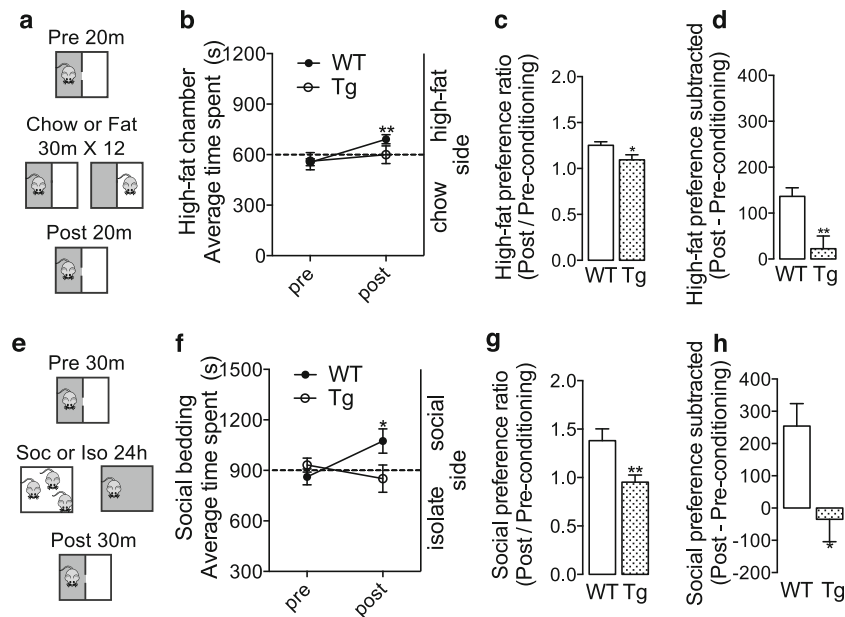 a
Pre 20m
Chow or Fat
30m X 12
Post 20m
b
High-fat chamber
Average time spent (s)
1200
900
600
300
0
WT
Tg
**
pre
post
chow high-fat
side
c
High-fat preference ratio
(Post / Pre-conditioning)
2.0
1.5
1.0
0.5
0.0
*
WT Tg
d
High-fat preference subtracted
(Post - Pre-conditioning)
400
300
200
100
0
**
WT Tg
e
Pre 30m
Soc or Iso 24h
Post 30m
f
Social bedding
Average time spent (s)
1500
1200
900
600
300
WT
Tg
*
pre
post
isolate social
side
g
Social preference ratio
(Post / Pre-conditioning)
2.0
1.5
1.0
0.5
0.0
**
WT Tg
h
Social preference subtracted
(Post - Pre-conditioning)
400
300
200
100
0
-100
-200
*
WT Tg